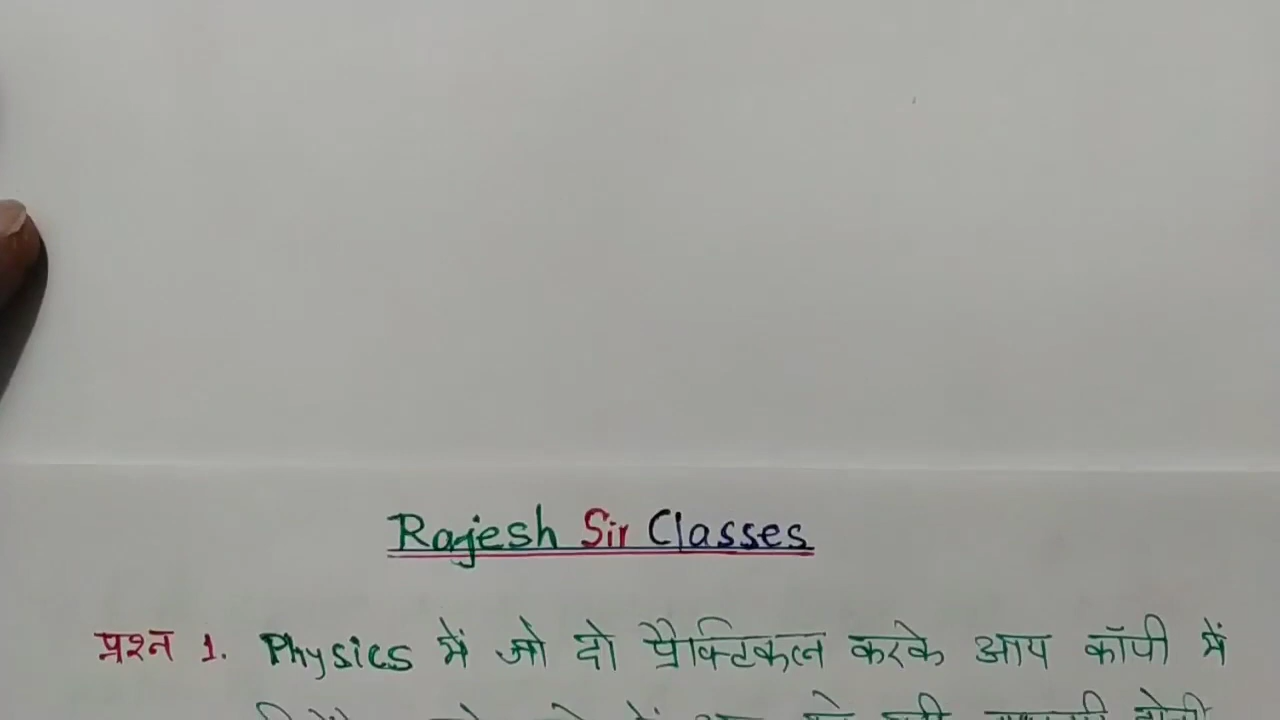 Rajesh Sir Classes
प्रश्न 1. Physics में जो दो प्रैक्टिकल करके आप कॉपी में